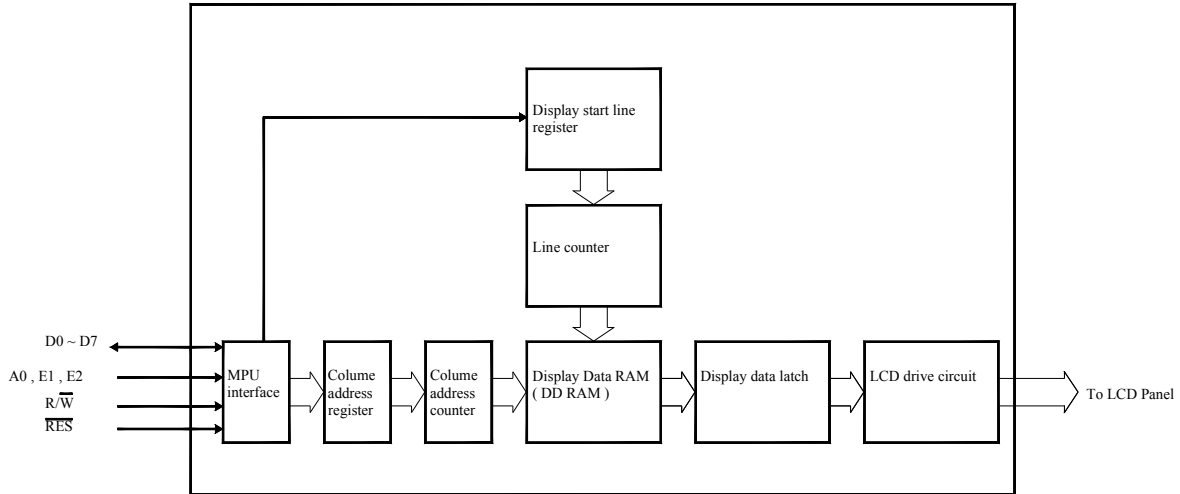 Display start line
register
Line counter
D0 ~ D7
A0 , E1 , E2
R/W̅
R̅E̅S̅
MPU
interface
Colume
address
register
Colume
address
counter
Display Data RAM
( DD RAM )
Display data latch
LCD drive circuit
To LCD Panel